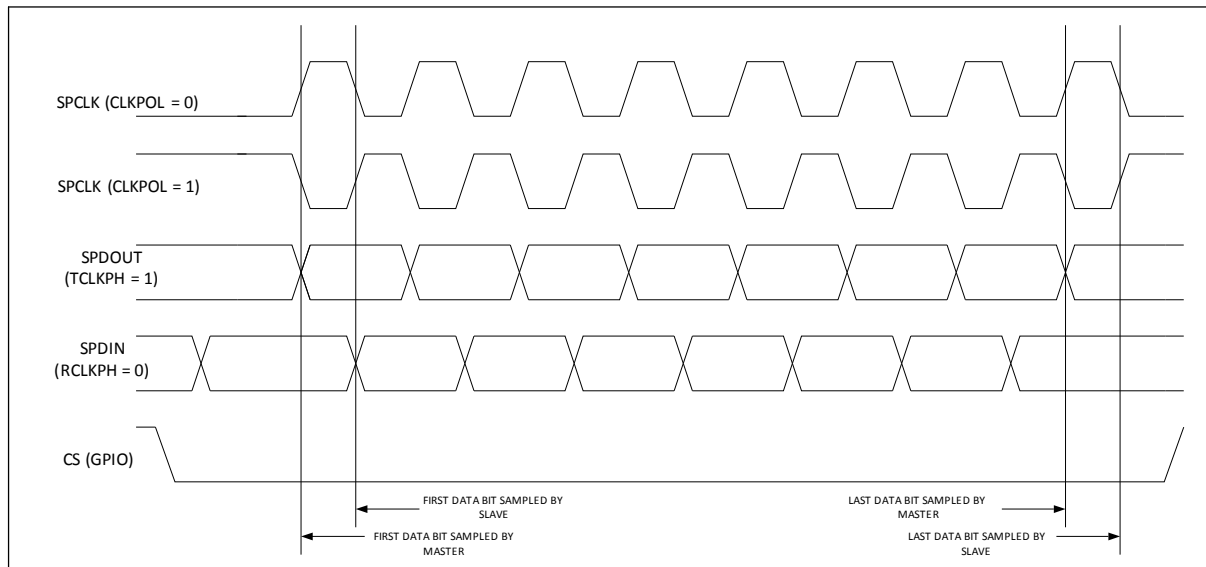 SPCLK (CLKPOL = 0)
SPCLK (CLKPOL = 1)
SPDOUT
(TCLKPH = 1)
SPDIN
(RCLKPH = 0)
CS (GPIO)
FIRST DATA BIT SAMPLED BY
SLAVE
LAST DATA BIT SAMPLED BY
MASTER
FIRST DATA BIT SAMPLED BY
MASTER
LAST DATA BIT SAMPLED BY
SLAVE